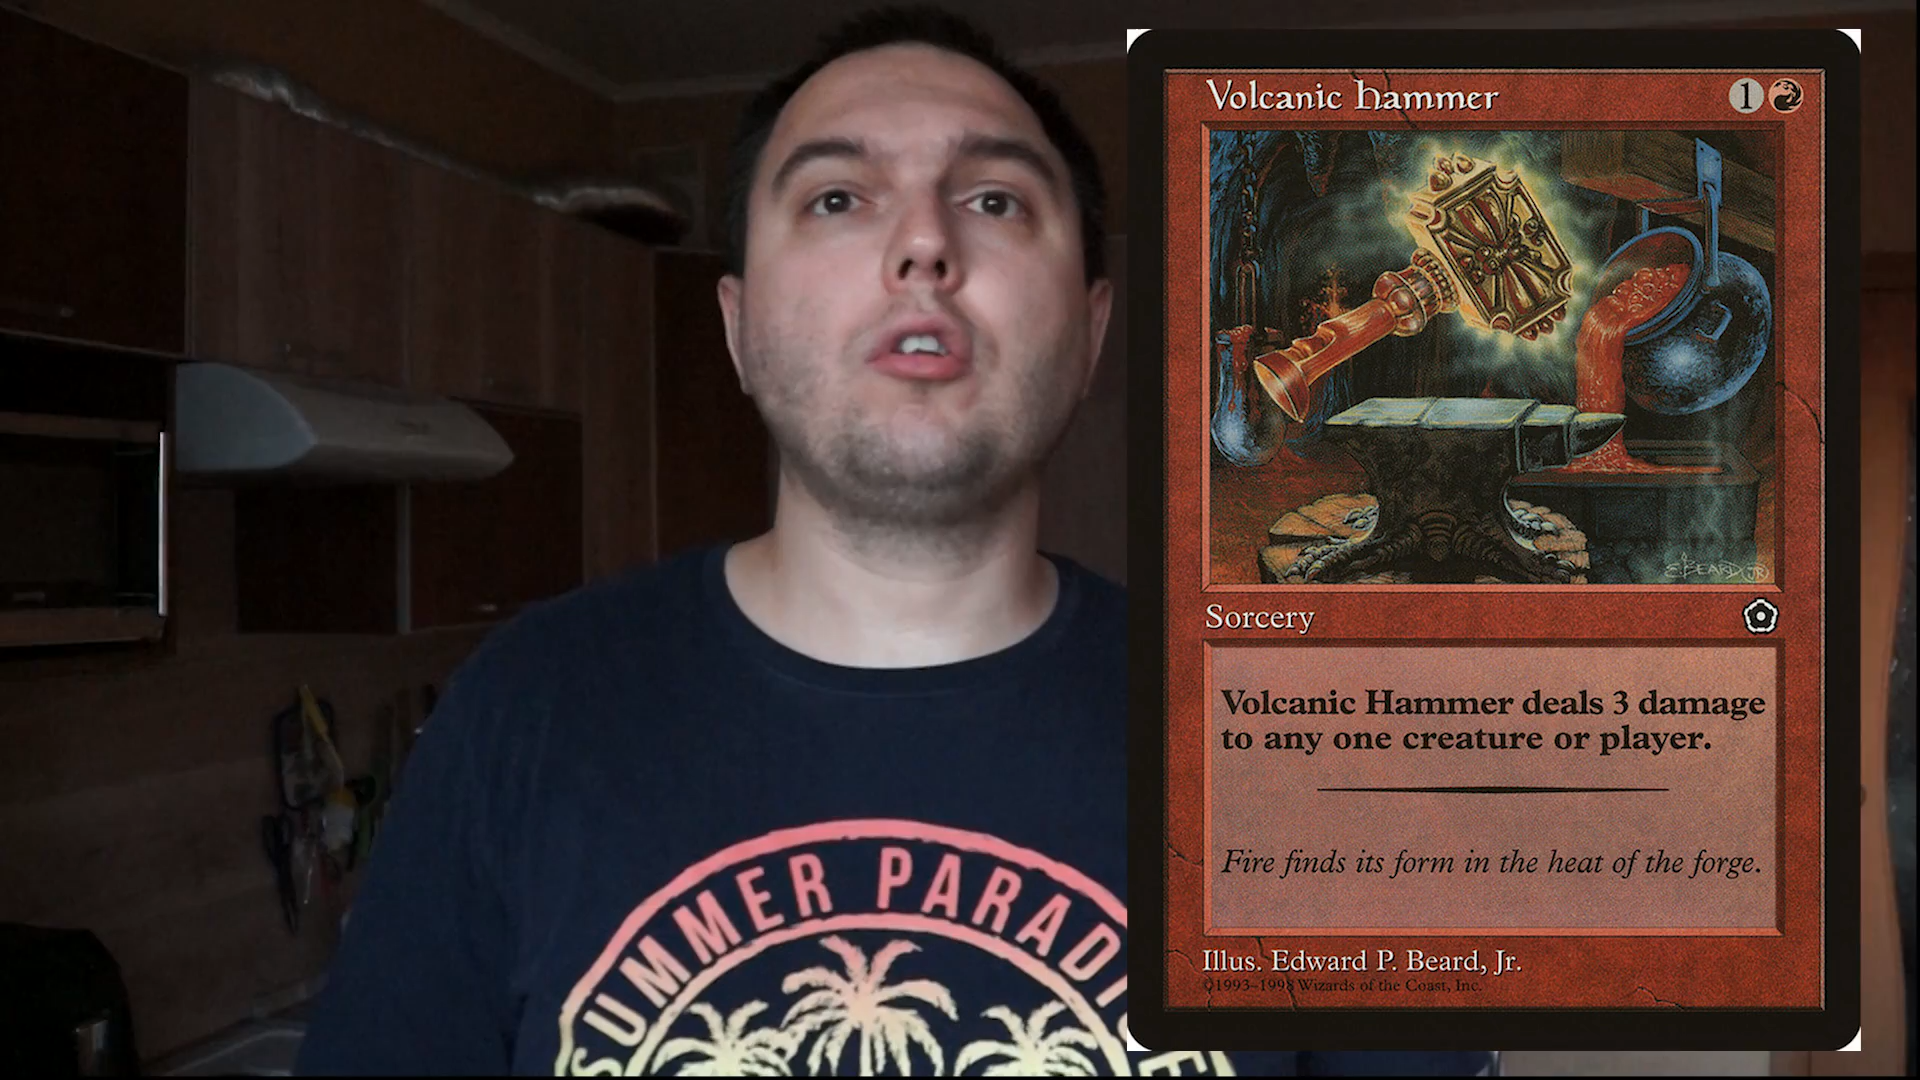 Volcanic Hammer
1
E. BEARD JR
Sorcery
Volcanic Hammer deals 3 damage
to any one creature or player.
Fire finds its form in the heat of the forge.
Illus. Edward P. Beard, Jr.
©1993-1998 Wizards of the Coast, Inc.
SUMMER PARADI